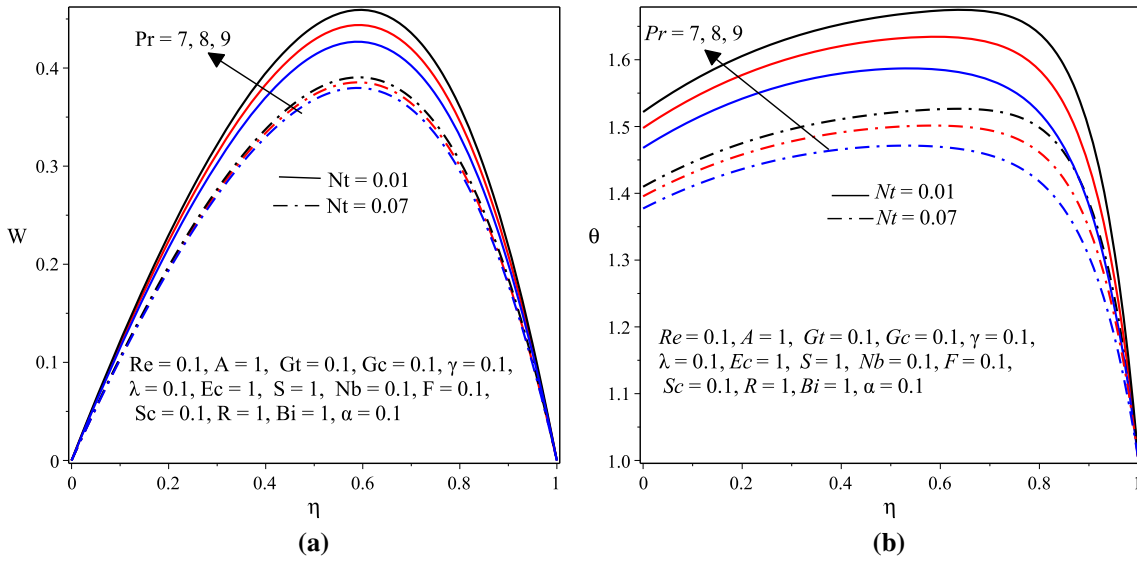 Pr = 7, 8, 9
0.4
0.3
Nt = 0.01
Nt = 0.07
W
0.2
0.1
Re = 0.1, A = 1, Gt = 0.1, Gc = 0.1, γ = 0.1,
λ = 0.1, Ec = 1, S = 1, Nb = 0.1, F = 0.1,
Sc = 0.1, R = 1, Bi = 1, α = 0.1
0
0 0.2 0.4 0.6 0.8 1
η
(a)
Pr = 7, 8, 9
1.6
1.5
1.4
Nt = 0.01
Nt = 0.07
θ
1.3
1.2
Re = 0.1, A = 1, Gt = 0.1, Gc = 0.1, γ = 0.1,
λ = 0.1, Ec = 1, S = 1, Nb = 0.1, F = 0.1,
Sc = 0.1, R = 1, Bi = 1, α = 0.1
1.1
1.0
0 0.2 0.4 0.6 0.8 1
η
(b)